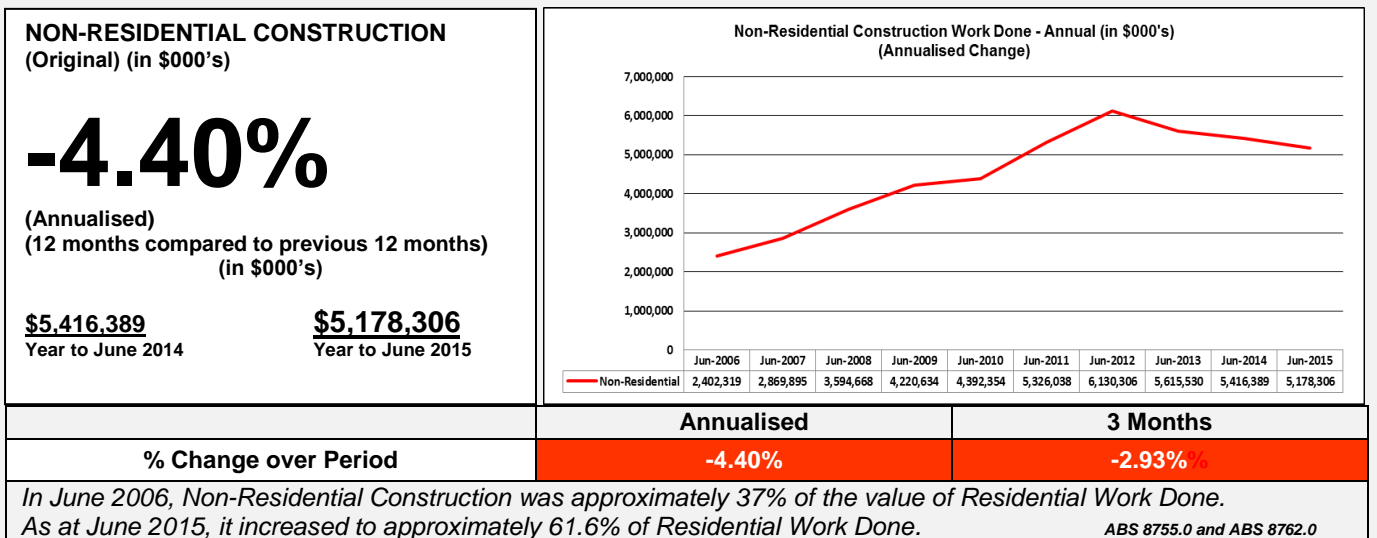 NON-RESIDENTIAL CONSTRUCTION
(Original) (in $000’s)
-4.40%
(Annualised)
(12 months compared to previous 12 months)
(in $000’s)
$5,416,389 $5,178,306
Year to June 2014 Year to June 2015
Non-Residential Construction Work Done - Annual (in $000's)
(Annualised Change)
7,000,000
6,000,000
5,000,000
4,000,000
3,000,000
2,000,000
1,000,000
0
Jun-2006 Jun-2007 Jun-2008 Jun-2009 Jun-2010 Jun-2011 Jun-2012 Jun-2013 Jun-2014 Jun-2015
Non-Residential 2,402,319 2,869,895 3,594,668 4,220,634 4,392,354 5,326,038 6,130,306 5,615,530 5,416,389 5,178,306
Annualised 3 Months
% Change over Period -4.40% -2.93%%
In June 2006, Non-Residential Construction was approximately 37% of the value of Residential Work Done.
As at June 2015, it increased to approximately 61.6% of Residential Work Done. ABS 8755.0 and ABS 8762.0